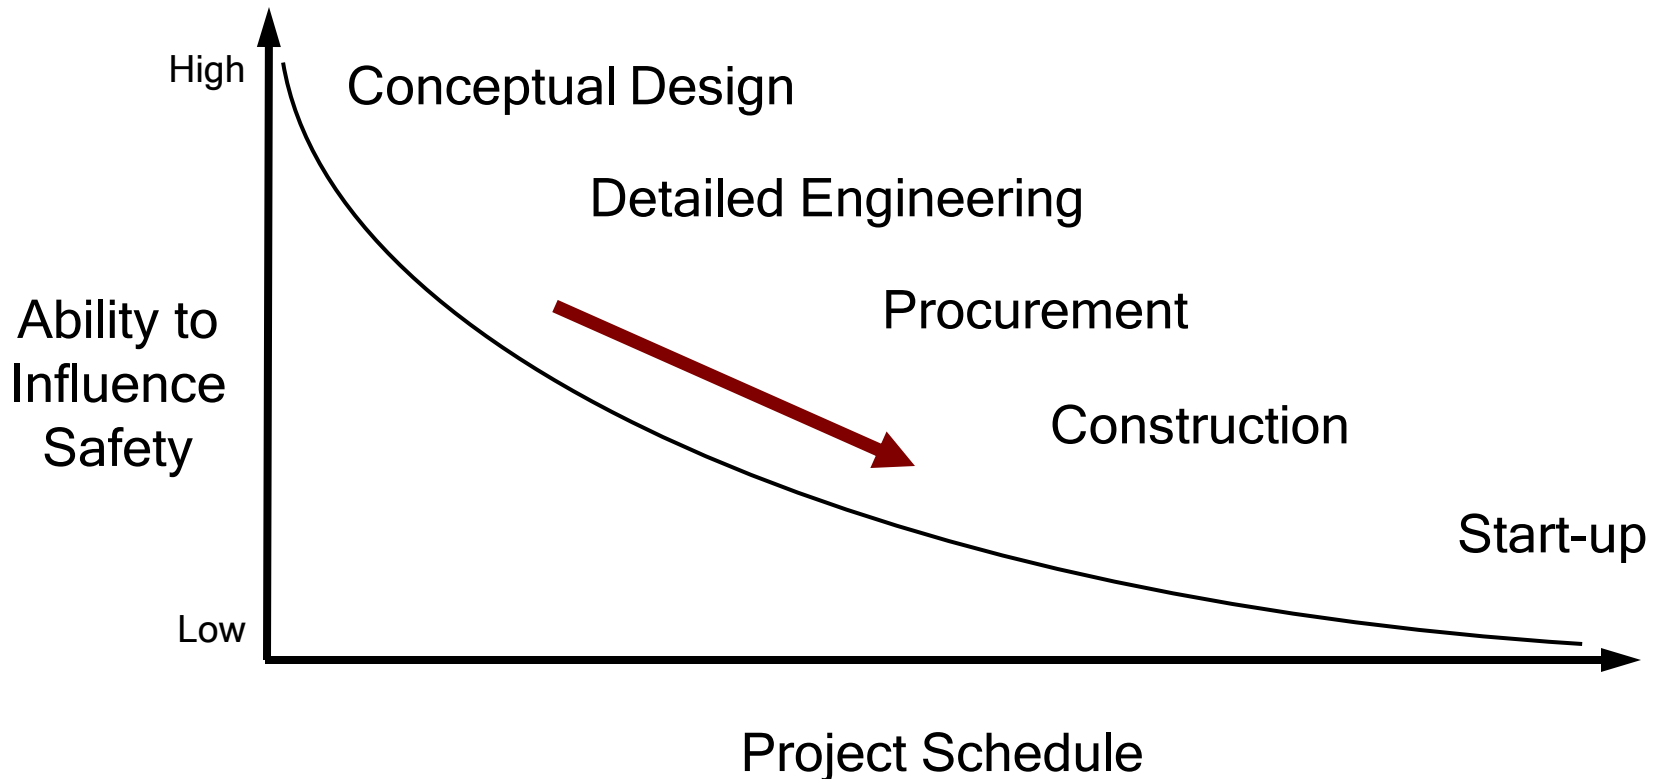 High
Conceptual Design
Detailed Engineering
Procurement
Ability to
Influence
Safety
Construction
Start-up
Low
Project Schedule